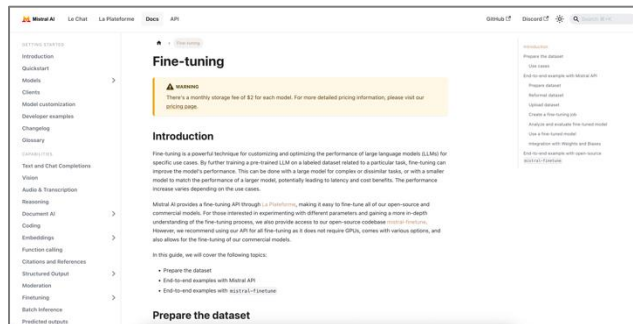 Mistral AI Le Chat La Plateforme Docs API GitHub Discord Search
GETTING STARTED
Introduction
Quickstart
Models
Clients
Model customization
Developer examples
Changelog
Glossary
CAPABILITIES
Text and Chat Completions
Vision
Audio & Transcription
Reasoning
Document AI
Coding
Embeddings
Function calling
Citations and References
Structured Output
Moderation
Finetuning
Batch Inference
Predicted outputs
Fine-tuning
Fine-tuning
WARNING
There's a monthly storage fee of $2 for each model. For more detailed pricing information, please visit our
pricing page.
Introduction
Fine-tuning is a powerful technique for customizing and optimizing the performance of large language models (LLMs) for
specific use cases. By further training a pre-trained LLM on a labeled dataset related to a particular task, fine-tuning can
improve the model's performance. This can be done with a large model for complex or dissimilar tasks, or with a smaller
model to match the performance of a larger model, potentially leading to latency and cost benefits. The performance
increase varies depending on the use cases.
Mistral AI provides a fine-tuning API through La Plateforme, making it easy to fine-tune all of our open-source and
commercial models. For those interested in experimenting with different parameters and gaining a more in-depth
understanding of the fine-tuning process, we also provide access to our open-source codebase mistral-finetune.
However, we recommend using our API for all fine-tuning as it does not require GPUs, comes with various options, and
also allows for the fine-tuning of our commercial models.
In this guide, we will cover the following topics:
• Prepare the dataset
• End-to-end examples with Mistral API
• End-to-end examples with mistral-finetune
Prepare the dataset
Introduction
Prepare the dataset
Use cases
End-to-end example with Mistral API
Prepare dataset
Reformat dataset
Upload dataset
Create a fine-tuning job
Analyze and evaluate fine-tuned model
Use a fine-tuned model
Integration with Weights and Biases
End-to-end example with open-source
mistral-finetune